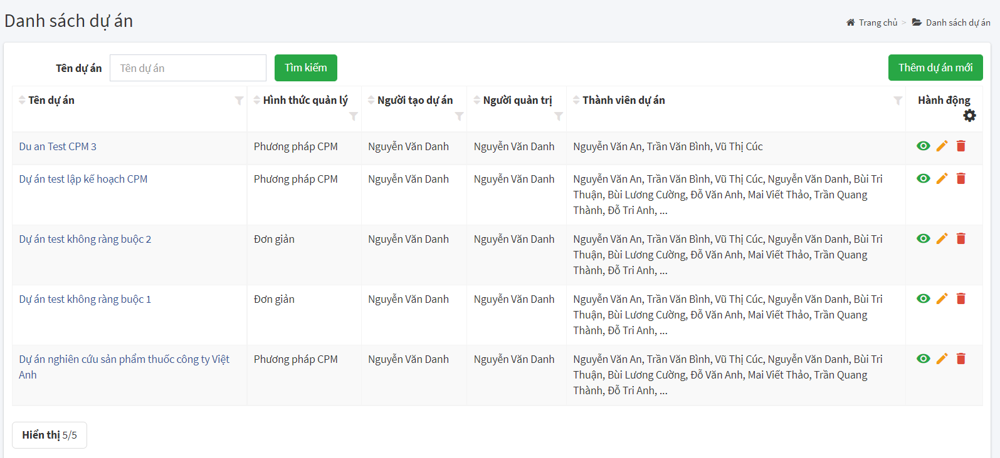 Danh sách dự án
Trang chủ > Danh sách dự án
Tên dự án Tên dự án Tìm kiếm Thêm dự án mới
Tên dự án Hình thức quản lý Người tạo dự án Người quản trị Thành viên dự án Hành động
Du an Test CPM 3 Phương pháp CPM Nguyễn Văn Danh Nguyễn Văn Danh Nguyễn Văn An, Trần Văn Bình, Vũ Thị Cúc
Dự án test lập kế hoạch CPM Phương pháp CPM Nguyễn Văn Danh Nguyễn Văn Danh Nguyễn Văn An, Trần Văn Bình, Vũ Thị Cúc, Nguyễn Văn Danh, Bùi Tri
Thuận, Bùi Lương Cường, Đỗ Văn Anh, Mai Viết Thảo, Trần Quang
Thành, Đỗ Tri Anh, ...
Dự án test không ràng buộc 2 Đơn giản Nguyễn Văn Danh Nguyễn Văn Danh Nguyễn Văn An, Trần Văn Bình, Vũ Thị Cúc, Nguyễn Văn Danh, Bùi Tri
Thuận, Bùi Lương Cường, Đỗ Văn Anh, Mai Viết Thảo, Trần Quang
Thành, Đỗ Tri Anh, ...
Dự án test không ràng buộc 1 Đơn giản Nguyễn Văn Danh Nguyễn Văn Danh Nguyễn Văn An, Trần Văn Bình, Vũ Thị Cúc, Nguyễn Văn Danh, Bùi Tri
Thuận, Bùi Lương Cường, Đỗ Văn Anh, Mai Viết Thảo, Trần Quang
Thành, Đỗ Tri Anh, ...
Dự án nghiên cứu sản phẩm thuốc công ty Việt Phương pháp CPM Nguyễn Văn Danh Nguyễn Văn Danh Nguyễn Văn An, Trần Văn Bình, Vũ Thị Cúc, Nguyễn Văn Danh, Bùi Tri
Anh Thuận, Bùi Lương Cường, Đỗ Văn Anh, Mai Viết Thảo, Trần Quang
Thành, Đỗ Tri Anh, ...
Hiển thị 5/5